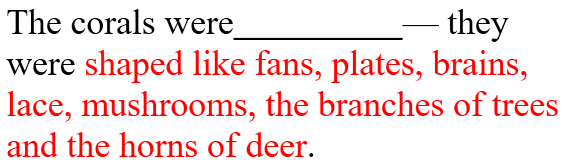 The corals were__________— they
were shaped like fans, plates, brains,
lace, mushrooms, the branches of trees
and the horns of deer.